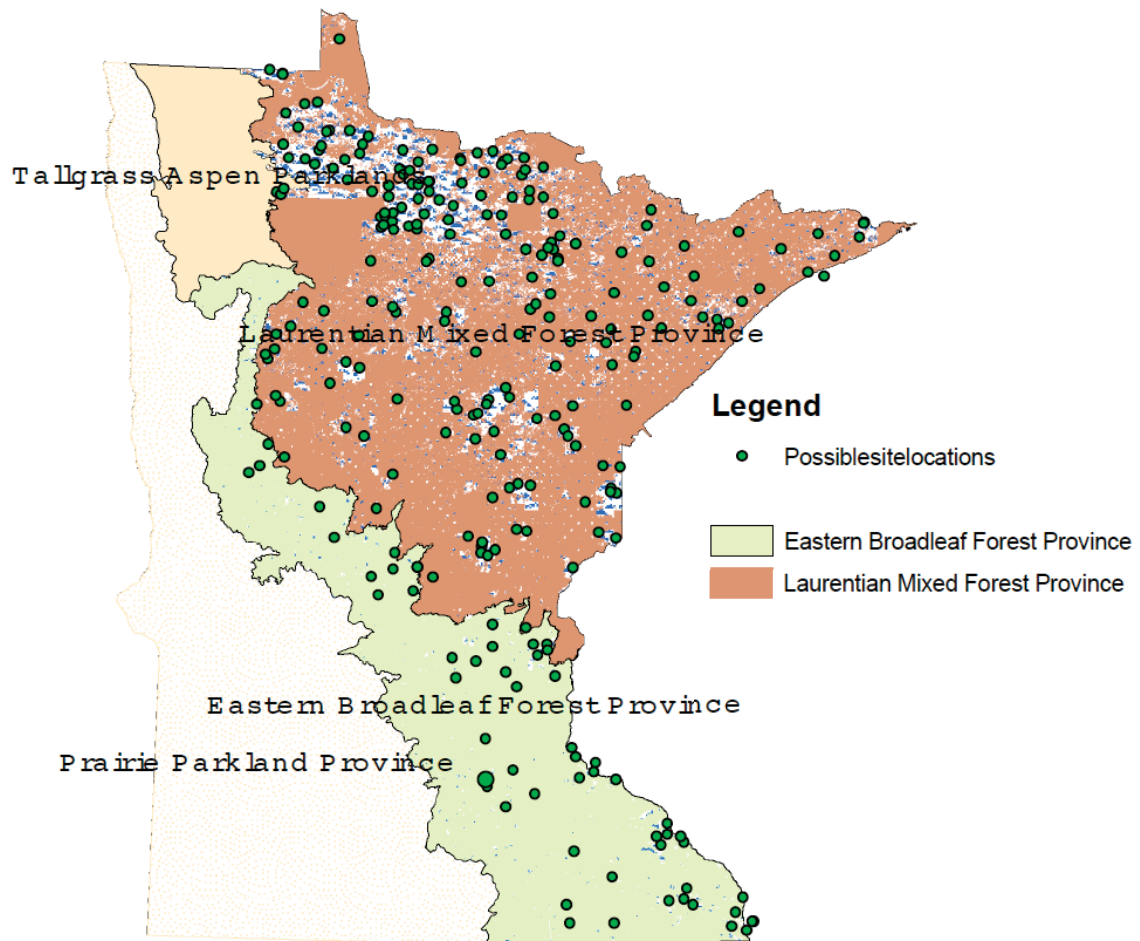 Tallgrass Aspen Parklands
Laurentian Mixed Forest Province
Legend
Possiblesitelocations
Eastern Broadleaf Forest Province
Laurentian Mixed Forest Province
Eastern Broadleaf Forest Province
Prairie Parkland Province